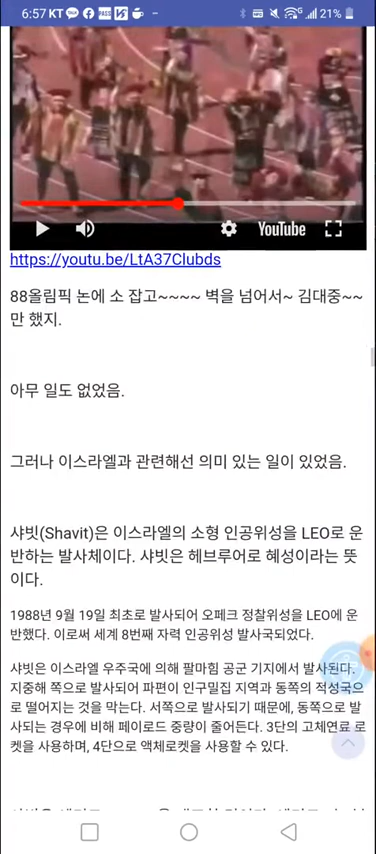 6:57 KT PASS 21%
YouTube
https://youtu.be/LtA37Clubds
88올림픽 논에 소 잡고~~~~ 벽을 넘어서~ 김대중~~
만 했지.
아무 일도 없었음.
그러나 이스라엘과 관련해선 의미 있는 일이 있었음.
샤빗(Shavit)은 이스라엘의 소형 인공위성을 LEO로 운
반하는 발사체이다. 샤빗은 헤브루어로 혜성이라는 뜻
이다.
1988년 9월 19일 최초로 발사되어 오페크 정찰위성을 LEO에 운
반했다. 이로써 세계 8번째 자력 인공위성 발사국되었다.
샤빗은 이스라엘 우주국에 의해 팔마힘 공군 기지에서 발사된다.
지중해 쪽으로 발사되어 파편이 인구밀집 지역과 동쪽의 적성국으
로 떨어지는 것을 막는다. 서쪽으로 발사되기 때문에, 동쪽으로 발
사되는 경우에 비해 페이로드 중량이 줄어든다. 3단의 고체연료 로
켓을 사용하며, 4단으로 액체로켓을 사용할 수 있다.